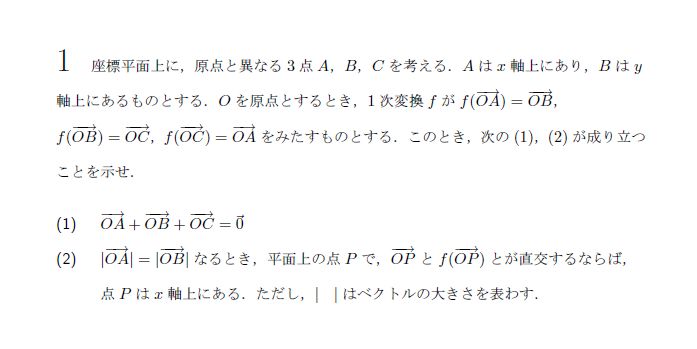 1 座標平面上に，原点と異なる 3 点 A，B，C を考える．A は x 軸上にあり，B は y
軸上にあるものとする．O を原点とするとき，1 次変換 f が f(\overrightarrow{OA}) = \overrightarrow{OB}，
f(\overrightarrow{OB}) = \overrightarrow{OC}，f(\overrightarrow{OC}) = \overrightarrow{OA} をみたすものとする．このとき，次の (1)，(2) が成り立つ
ことを示せ．
(1) \overrightarrow{OA} + \overrightarrow{OB} + \overrightarrow{OC} = \vec{0}
(2) |\overrightarrow{OA}| = |\overrightarrow{OB}| なるとき，平面上の点 P で，\overrightarrow{OP} と f(\overrightarrow{OP}) とが直交するならば，
点 P は x 軸上にある．ただし，| | はベクトルの大きさを表わす．